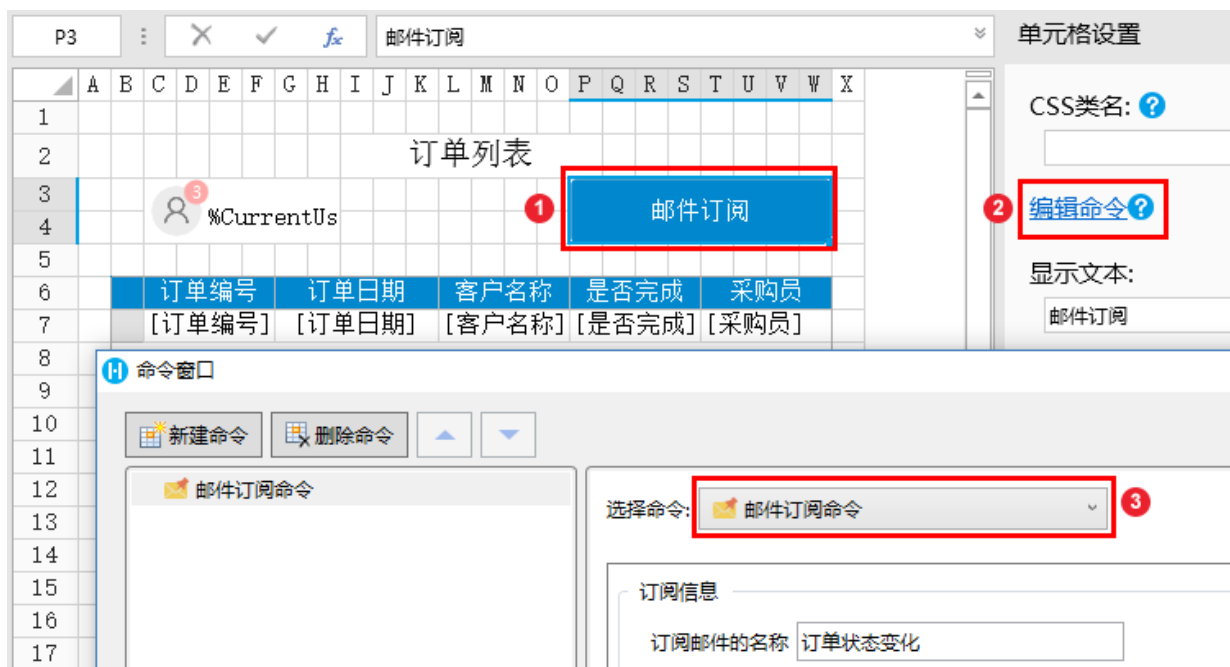 P3 fx 邮件订阅 单元格设置
A B C D E F G H I J K L M N O P Q R S T U V W X
CSS类名: ?
1
2 订单列表
3 3 1 邮件订阅 2 编辑命令?
%CurrentUs
4
5
显示文本:
6 订单编号 订单日期 客户名称 是否完成 采购员
7 [订单编号] [订单日期] [客户名称] [是否完成] [采购员] 邮件订阅
8
命令窗口
9
10 新建命令 删除命令
11
12 邮件订阅命令 选择命令: 邮件订阅命令 3
13
14
15 订阅信息
16
订阅邮件的名称 订单状态变化
17